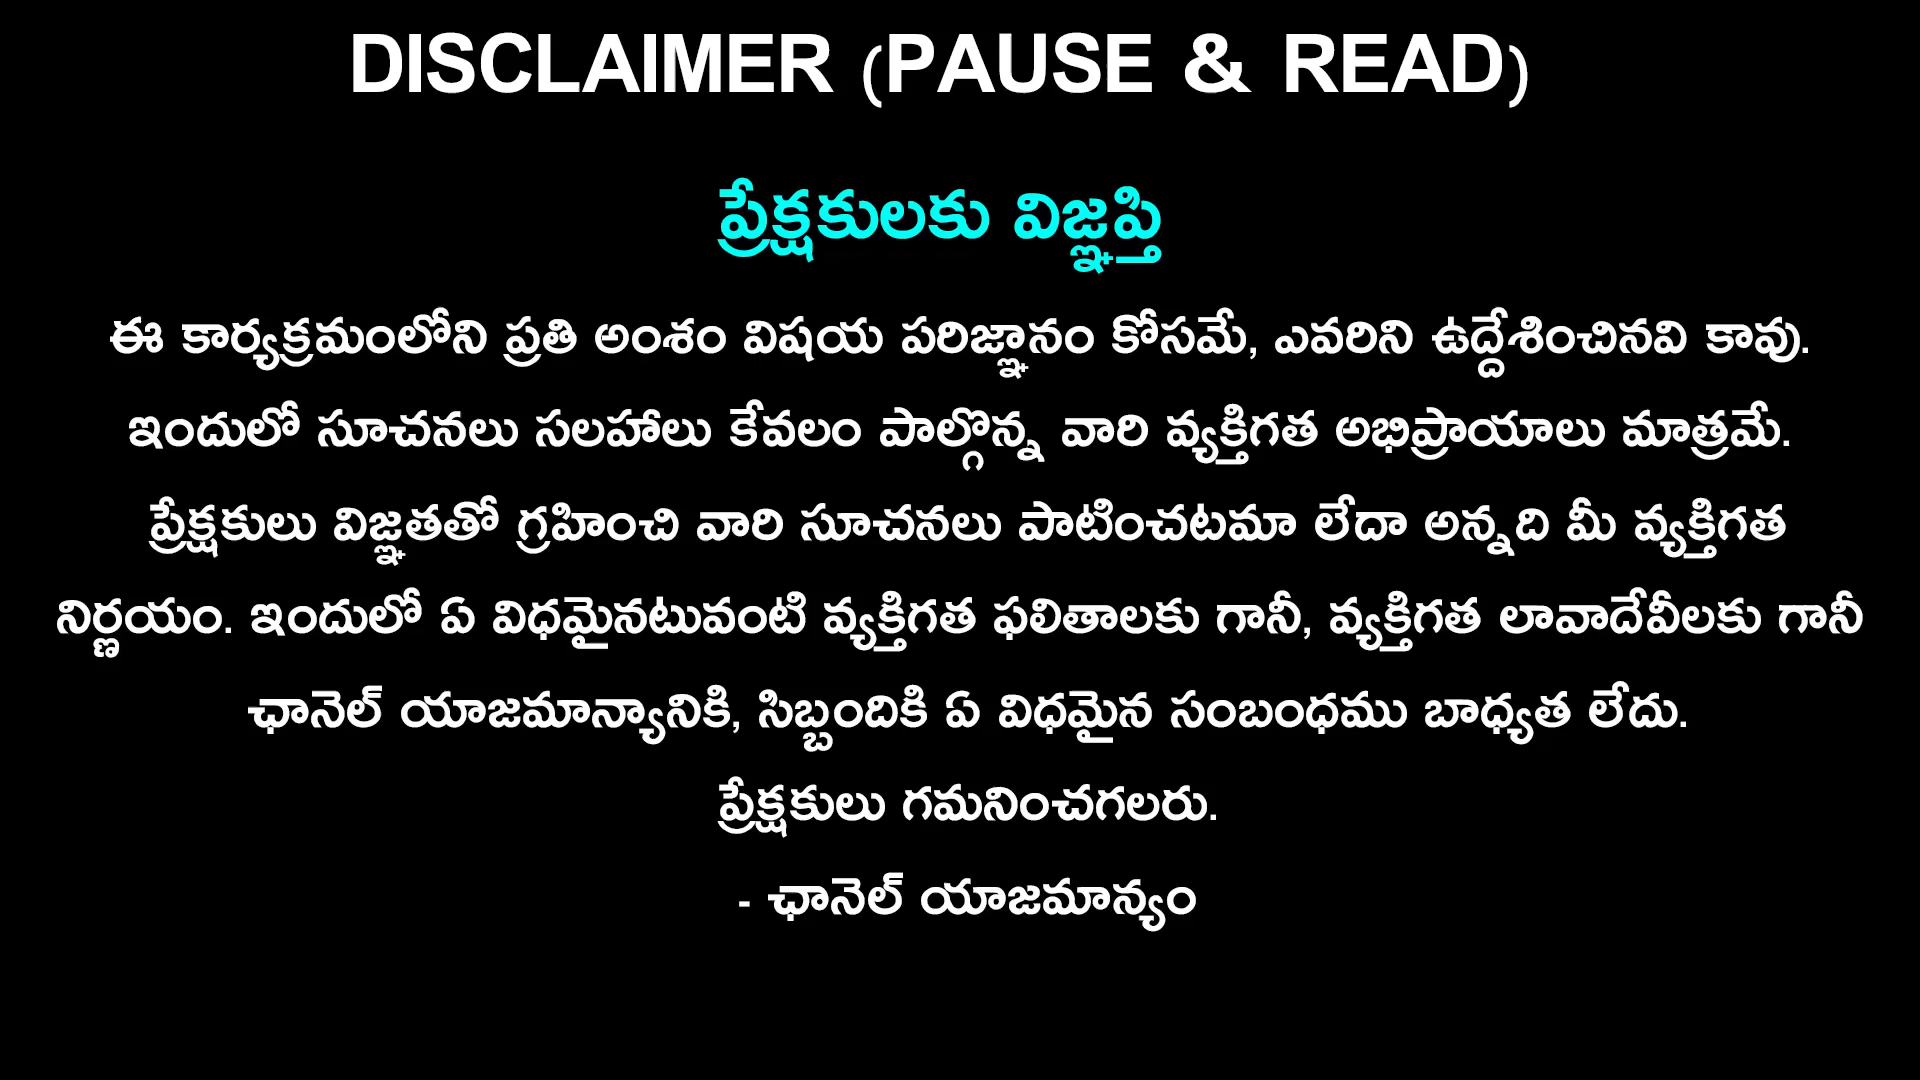 DISCLAIMER (PAUSE & READ)
ప్రేక్షకులకు విజ్ఞప్తి
ఈ కార్యక్రమంలోని ప్రతి అంశం విషయ పరిజ్ఞానం కోసమే, ఎవరిని ఉద్దేశించినవి కావు.
ఇందులో సూచనలు సలహాలు కేవలం పాల్గొన్న వారి వ్యక్తిగత అభిప్రాయాలు మాత్రమే.
ప్రేక్షకులు విజ్ఞతతో గ్రహించి వారి సూచనలు పాటించటమా లేదా అన్నది మీ వ్యక్తిగత
నిర్ణయం. ఇందులో ఏ విధమైనటువంటి వ్యక్తిగత ఫలితాలకు గానీ, వ్యక్తిగత లావాదేవీలకు గానీ
ఛానెల్ యాజమాన్యానికి, సిబ్బందికి ఏ విధమైన సంబంధము బాధ్యత లేదు.
ప్రేక్షకులు గమనించగలరు.
- ఛానెల్ యాజమాన్యం